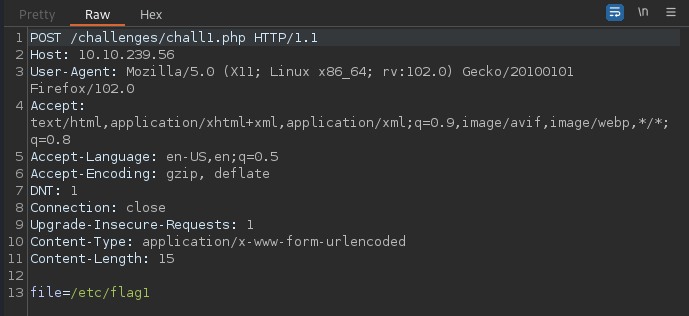 Pretty Raw Hex \n
1 POST /challenges/chall1.php HTTP/1.1
2 Host: 10.10.239.56
3 User-Agent: Mozilla/5.0 (X11; Linux x86_64; rv:102.0) Gecko/20100101
Firefox/102.0
4 Accept:
text/html,application/xhtml+xml,application/xml;q=0.9,image/avif,image/webp,*/*;
q=0.8
5 Accept-Language: en-US,en;q=0.5
6 Accept-Encoding: gzip, deflate
7 DNT: 1
8 Connection: close
9 Upgrade-Insecure-Requests: 1
10 Content-Type: application/x-www-form-urlencoded
11 Content-Length: 15
12
13 file=/etc/flag1